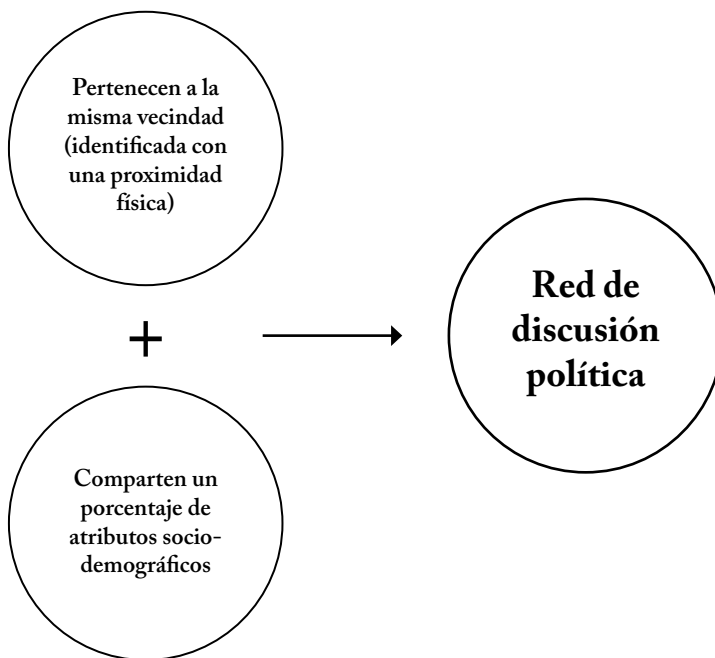 Pertenecen a la
misma vecindad
(identificada con
una proximidad
física)
+
Comparten un
porcentaje de
atributos socio-
demográficos
Red de
discusión
política